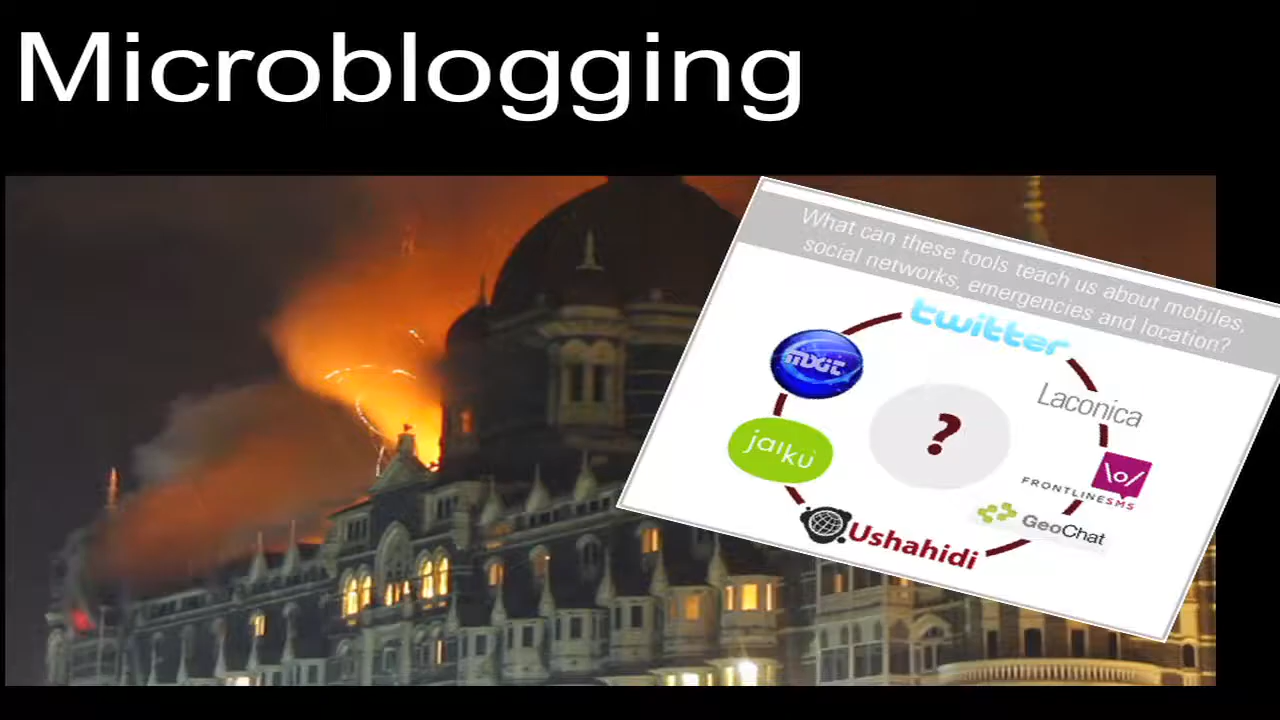 Microblogging
What can these tools teach us about mobiles,
social networks, emergencies and location?
twitter
mxit
Laconica
?
jaiku
\o/
FRONTLINESMS
GeoChat
Ushahidi